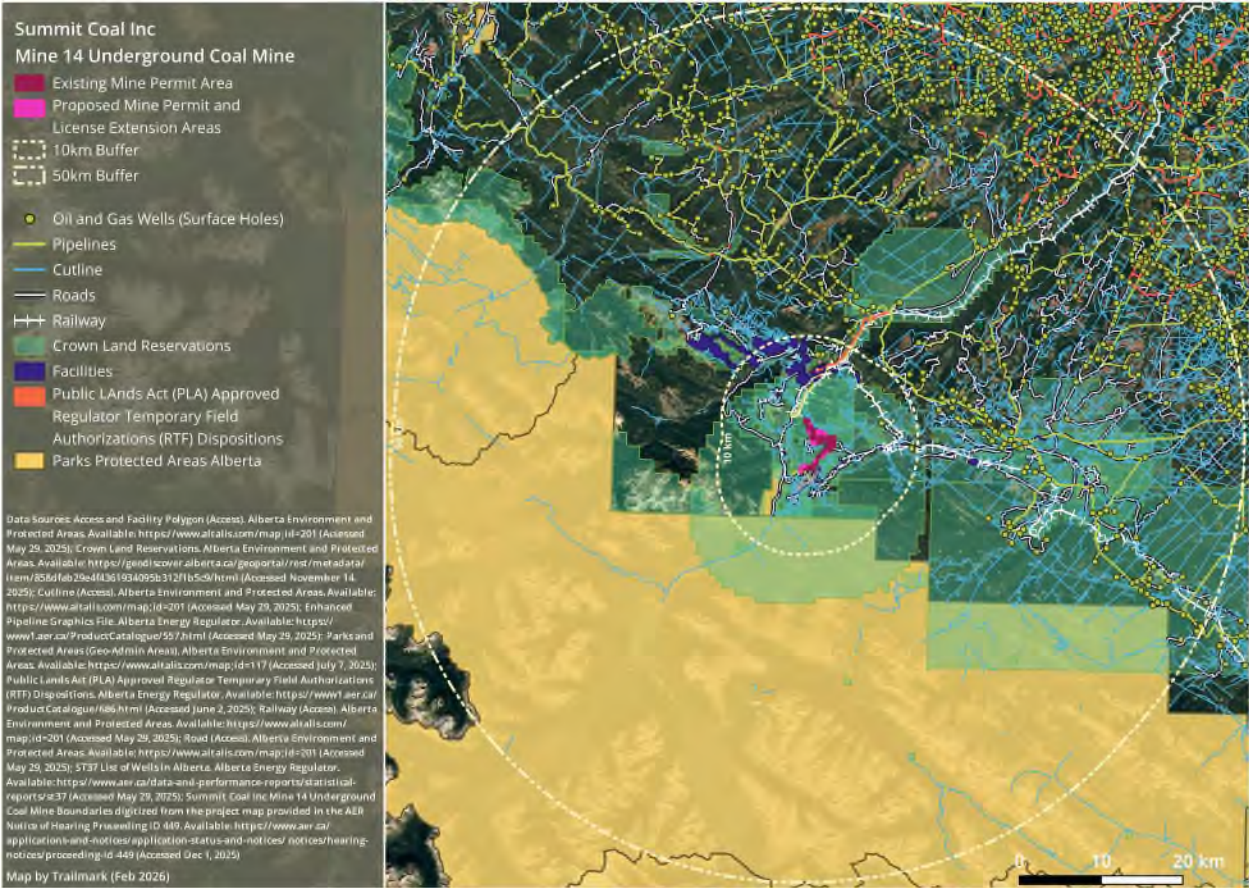 Summit Coal Inc
Mine 14 Underground Coal Mine
Existing Mine Permit Area
Proposed Mine Permit and
License Extension Areas
10km Buffer
50km Buffer
Oil and Gas Wells (Surface Holes)
Pipelines
Cutline
Roads
Railway
Crown Land Reservations
Facilities
Public LAnds Act (PLA) Approved
Regulator Temporary Field
Authorizations (RTF) Dispositions
Parks Protected Areas Alberta
Data Sources: Access and Facility Polygon (Access). Alberta Environment and
Protected Areas. Available: https://www.altalis.com/map;id=201 (Accessed
May 29, 2025); Crown Land Reservations. Alberta Environment and Protected
Areas. Available: https://geodiscover.alberta.ca/geoportal/rest/metadata/
item/
/html (Accessed November 14,
2025); Cutline (Access). Alberta Environment and Protected Areas. Available:
https://www.altalis.com/map;id=201 (Accessed May 29, 2025); Enhanced
Pipeline Graphics File. Alberta Energy Regulator. Available: https://
www1.aer.ca/ProductCatalogue/557.html (Accessed May 29, 2025); Parks and
Protected Areas (Geo-Admin Areas). Alberta Environment and Protected
Areas. Available: https://www.altalis.com/map;id=117 (Accessed July 7, 2025);
Public Lands Act (PLA) Approved Regulator Temporary Field Authorizations
(RTF) Dispositions. Alberta Energy Regulator. Available: https://www1.aer.ca/
ProductCatalogue/686.html (Accessed June 2, 2025); Railway (Access). Alberta
Environment and Protected Areas. Available: https://www.altalis.com/
map;id=201 (Accessed May 29, 2025); Road (Access). Alberta Environment and
Protected Areas. Available: https://www.altalis.com/map;id=201 (Accessed
May 29, 2025); ST37 List of Wells in Alberta. Alberta Energy Regulator.
Available: https://www.aer.ca/data-and-performance-reports/statistical-
reports/st37 (Accessed May 29, 2025); Summit Coal Inc Mine 14 Underground
Coal Mine Boundaries digitized from the project map provided in the AER
Notice of Hearing Proceeding ID 449. Available: https://www.aer.ca/
applications-and-notices/application-status-and-notices/ notices/hearing-
notices/proceeding-id-449 (Accessed Dec 1, 2025)
Map by Trailmark (Feb 2026)
10 km
0 10 20 km